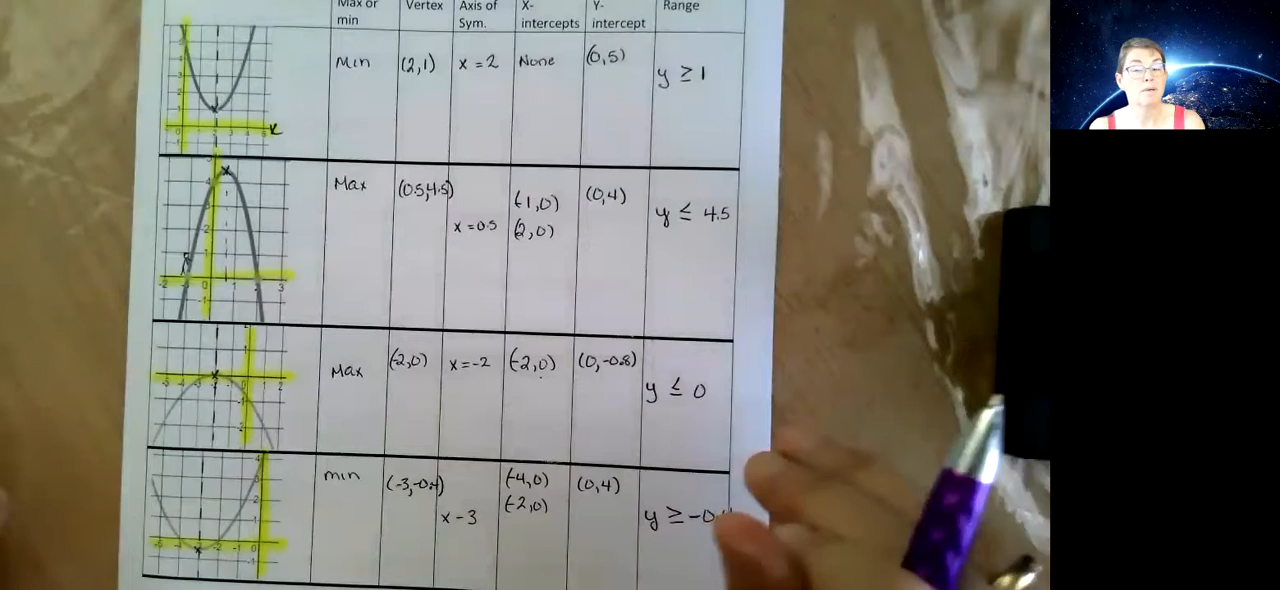 Max or min Vertex Axis of Sym. X-intercepts Y-intercept Range
Min (2,1) x = 2 None (0,5) y ≥ 1
Max (0.5,4.5) x = 0.5 (-1,0) (2,0) (0,4) y ≤ 4.5
Max (-2,0) x = -2 (-2,0) (0,-0.8) y ≤ 0
min (-3,-0.4) x - 3 (-4,0) (-2,0) (0,4) y ≥ -0.